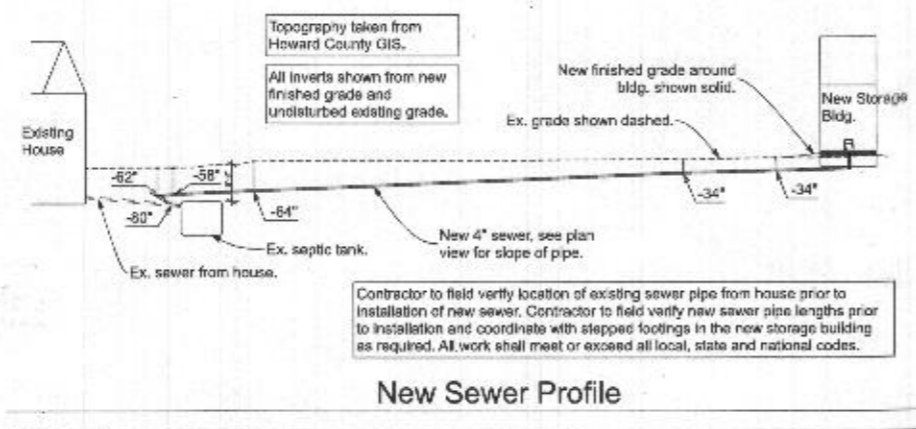 Topography taken from
Howard County GIS.
All inverts shown from new
finished grade and
undisturbed existing grade.
New finished grade around
bldg. shown solid.
Ex. grade shown dashed.
New Storage
Bldg.
Existing
House
-62"
-58"
-60"
-64"
-34"
-34"
Ex. septic tank.
Ex. sewer from house.
New 4" sewer, see plan
view for slope of pipe.
Contractor to field verify location of existing sewer pipe from house prior to
installation of new sewer. Contractor to field verify new sewer pipe lengths prior
to installation and coordinate with stepped footings in the new storage building
as required. All work shall meet or exceed all local, state and national codes.
New Sewer Profile